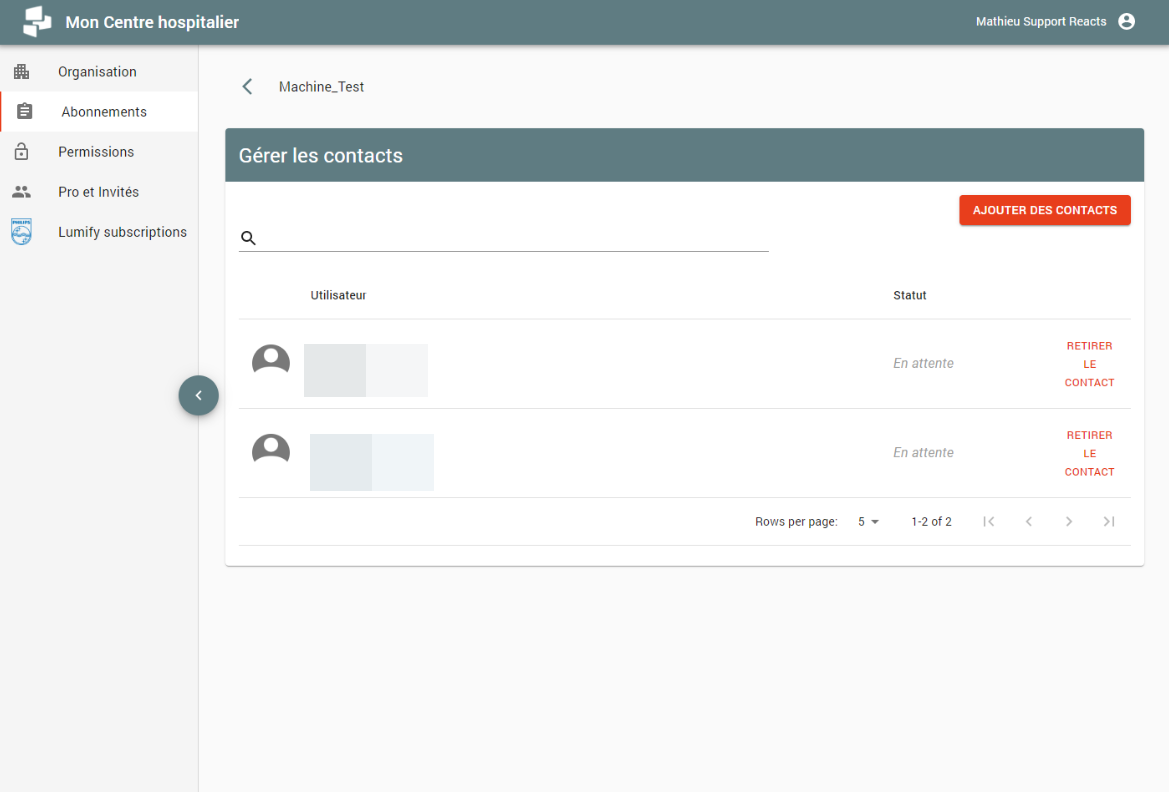 Mon Centre hospitalier
Mathieu Support Reacts
Organisation
Abonnements
Permissions
Pro et Invités
PHILIPS
Lumify subscriptions
Machine_Test
Gérer les contacts
AJOUTER DES CONTACTS
Utilisateur
Statut
En attente
RETIRER
LE
CONTACT
En attente
RETIRER
LE
CONTACT
Rows per page:
5
1-2 of 2